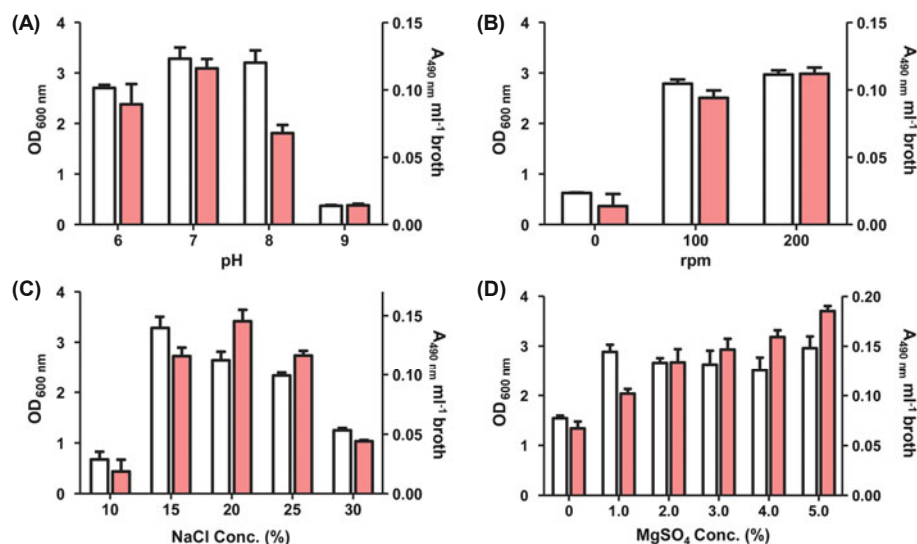 (A)
4
3
2
1
0
OD600 nm
0.15
0.10
0.05
0.00
A490 nm ml-1 broth
6 7 8 9
pH
(B)
4
3
2
1
0
OD600 nm
0.15
0.10
0.05
0.00
A490 nm ml-1 broth
0 100 200
rpm
(C)
4
3
2
1
0
OD600 nm
0.15
0.10
0.05
0.00
A490 nm ml-1 broth
10 15 20 25 30
NaCl Conc. (%)
(D)
4
3
2
1
0
OD600 nm
0.20
0.15
0.10
0.05
0.00
A490 nm ml-1 broth
0 1.0 2.0 3.0 4.0 5.0
MgSO4 Conc. (%)